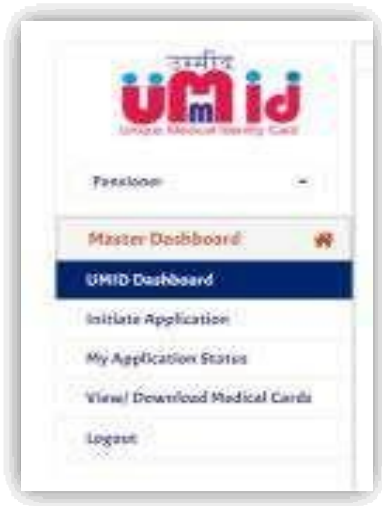 उम्मीद
UMmid
Unique Medical Identity Card
Pensioner
Master Dashboard
UMID Dashboard
Initiate Application
My Application Status
View/ Download Medical Cards
Logout